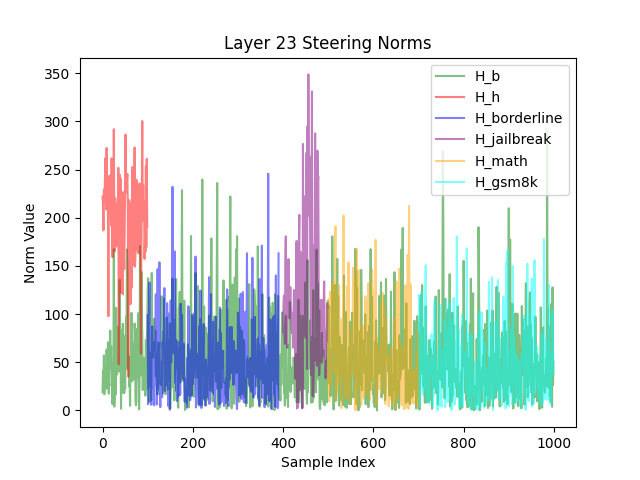 Layer 23 Steering Norms
Norm Value
350
300
250
200
150
100
50
0
H_b
H_h
H_borderline
H_jailbreak
H_math
H_gsm8k
0
200
400
600
800
1000
Sample Index